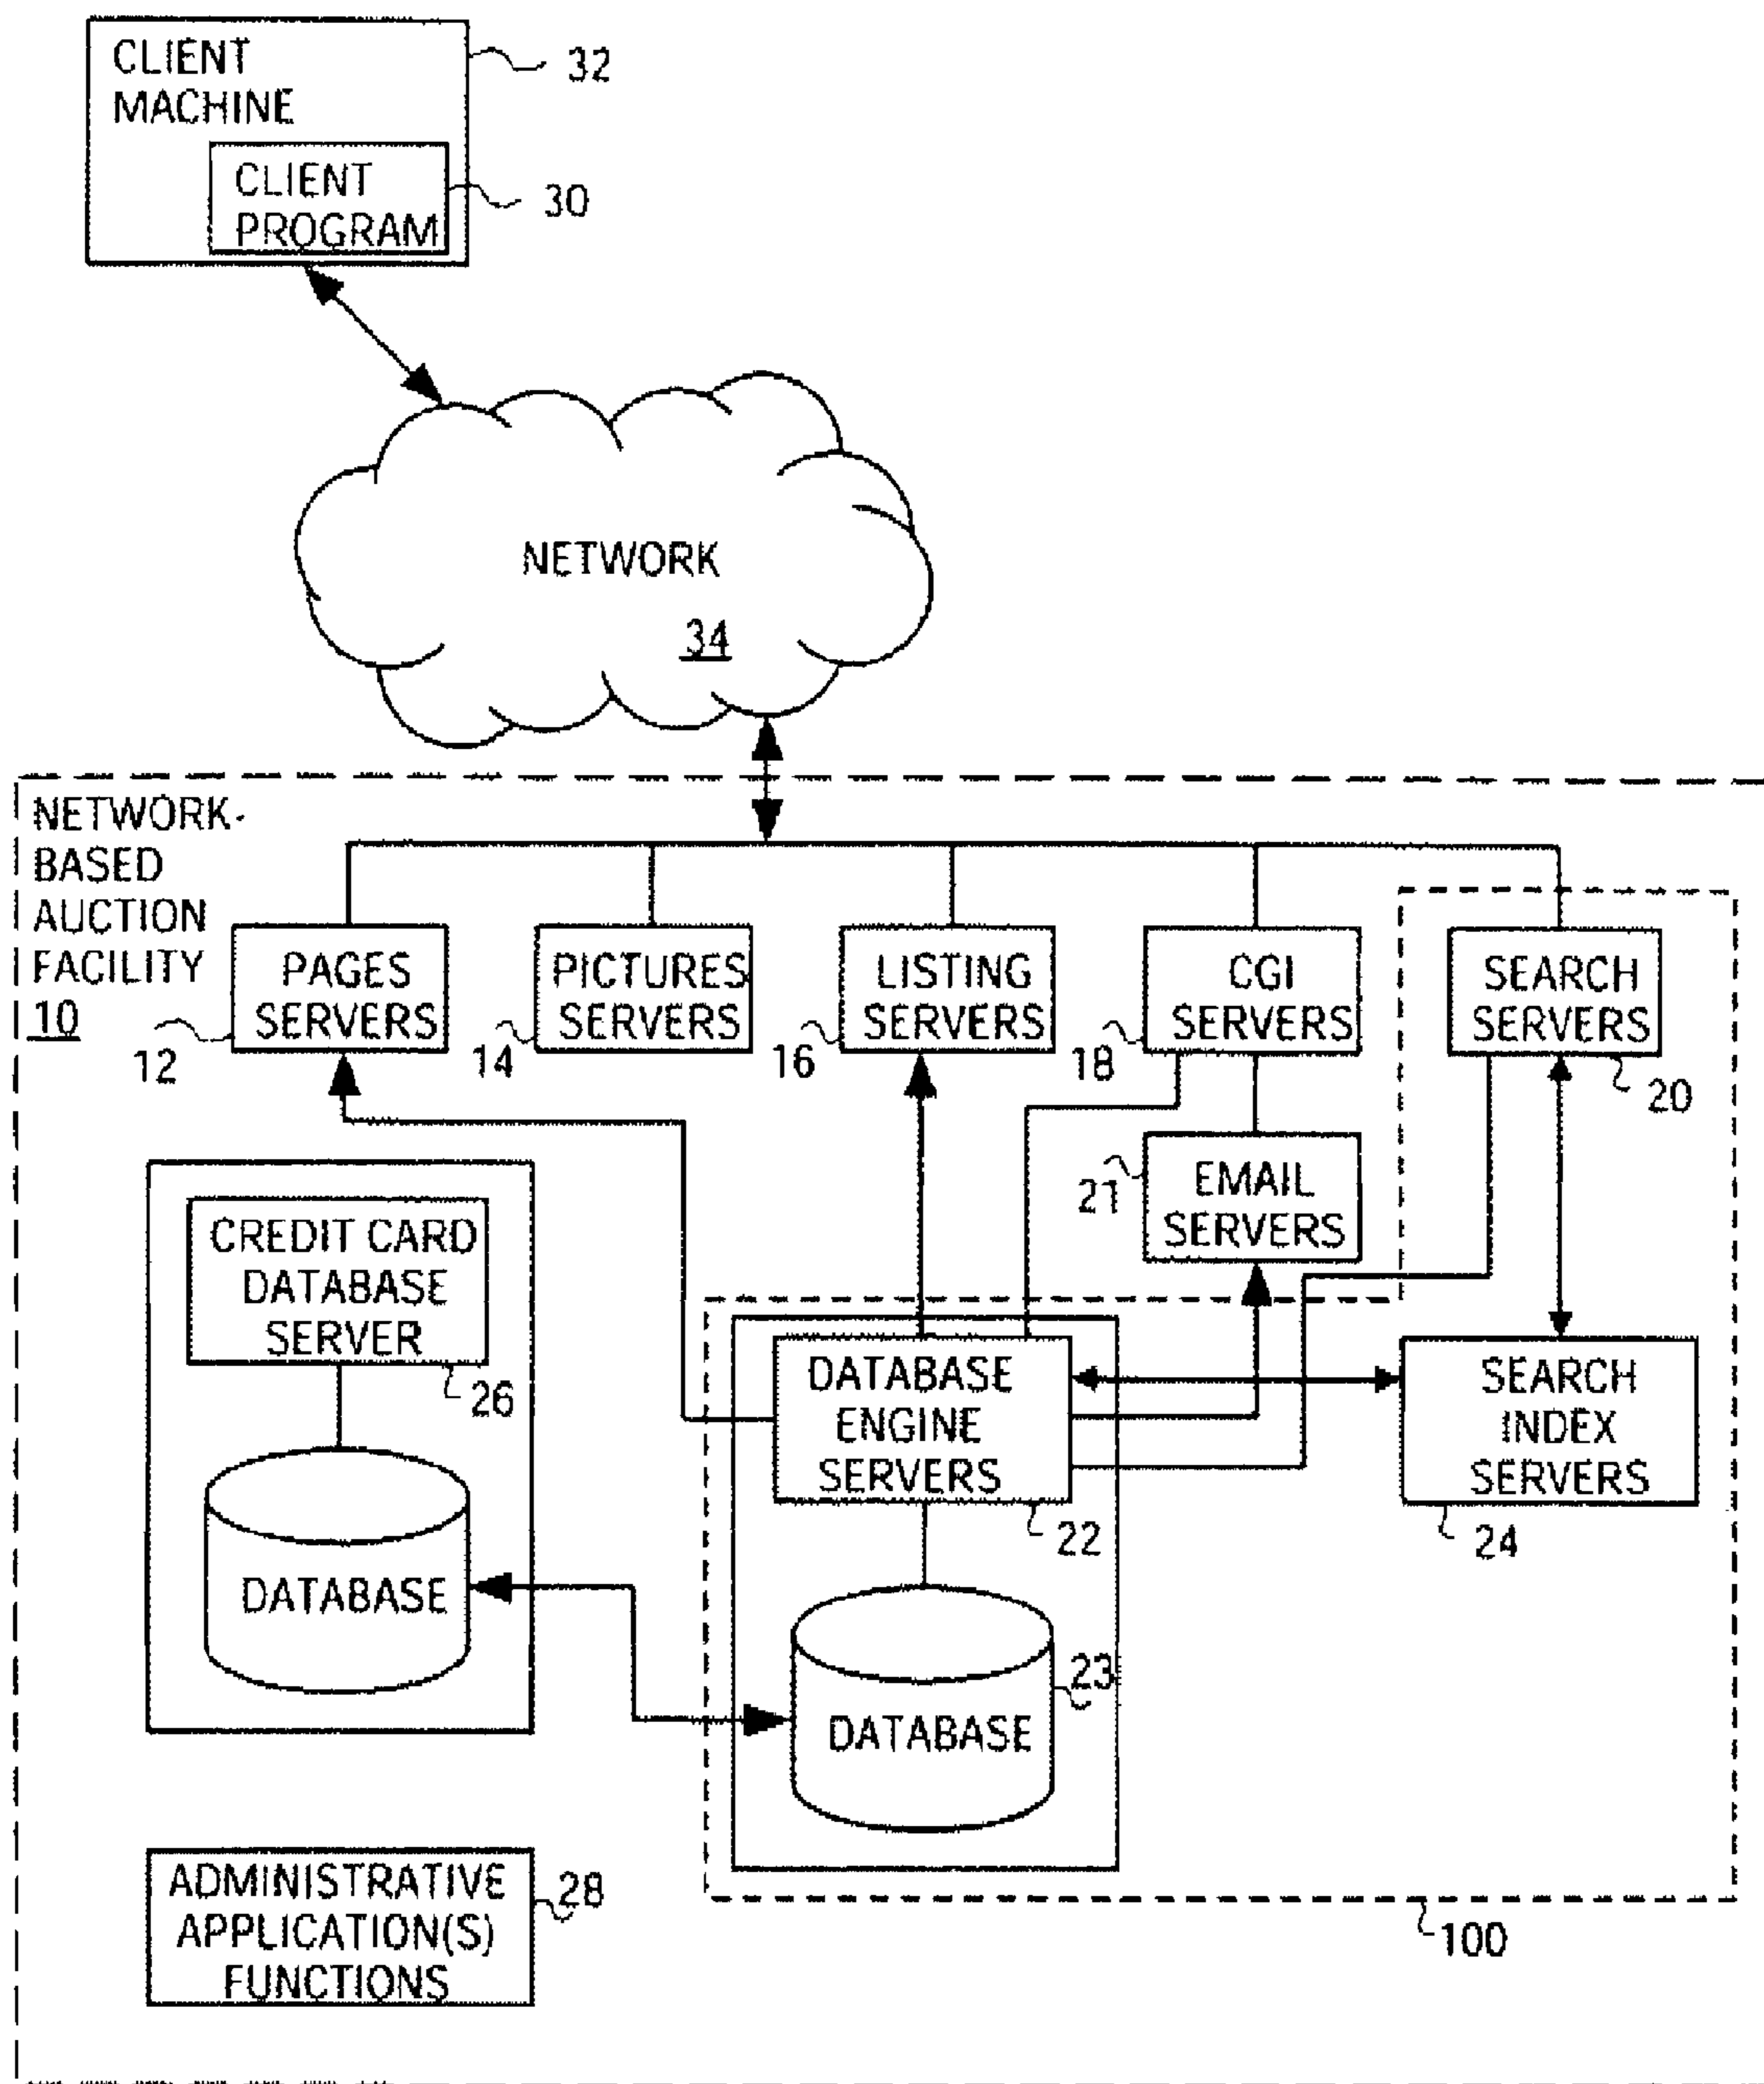 CLIENT
MACHINE
32
CLIENT
PROGRAM
30
NETWORK
34
NETWORK-
BASED
AUCTION
FACILITY
10
PAGES
SERVERS
12
PICTURES
SERVERS
14
LISTING
SERVERS
16
CGI
SERVERS
18
SEARCH
SERVERS
20
EMAIL
SERVERS
21
CREDIT CARD
DATABASE
SERVER
26
DATABASE
ENGINE
SERVERS
22
SEARCH
INDEX
SERVERS
24
DATABASE
DATABASE
23
ADMINISTRATIVE
APPLICATION(S)
FUNCTIONS
28
100